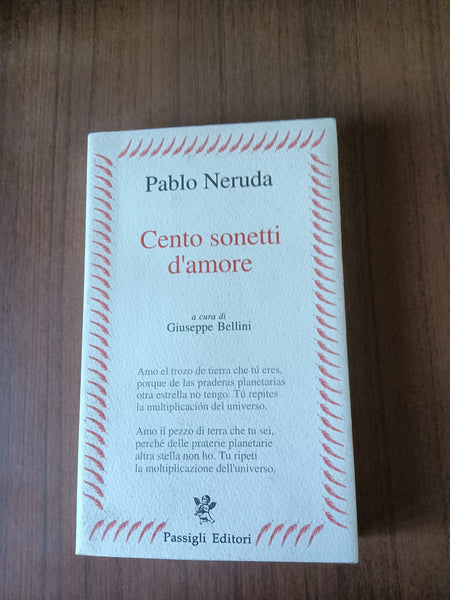 Pablo Neruda
Cento sonetti
d'amore
a cura di
Giuseppe Bellini
Amo el trozo de tierra che tú eres,
porque de las praderas planetarias
otra estrella no tengo. Tú repites
la multiplicación del universo.
Amo il pezzo di terra che tu sei,
perché delle praterie planetarie
altra stella non ho. Tu ripeti
la moltiplicazione dell'universo.
Passigli Editori